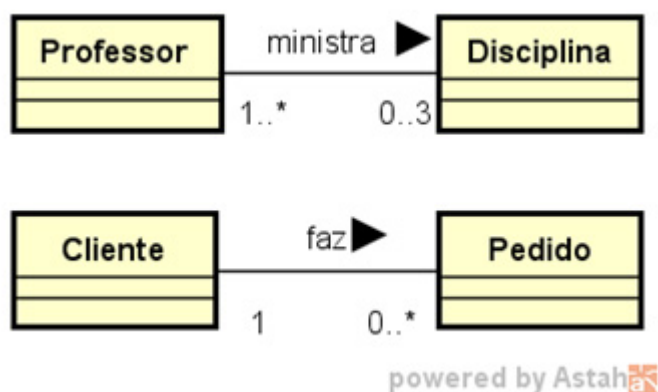 Professor
ministra
Disciplina
1..*
0..3
Cliente
faz
Pedido
1
0..*
powered by Astah